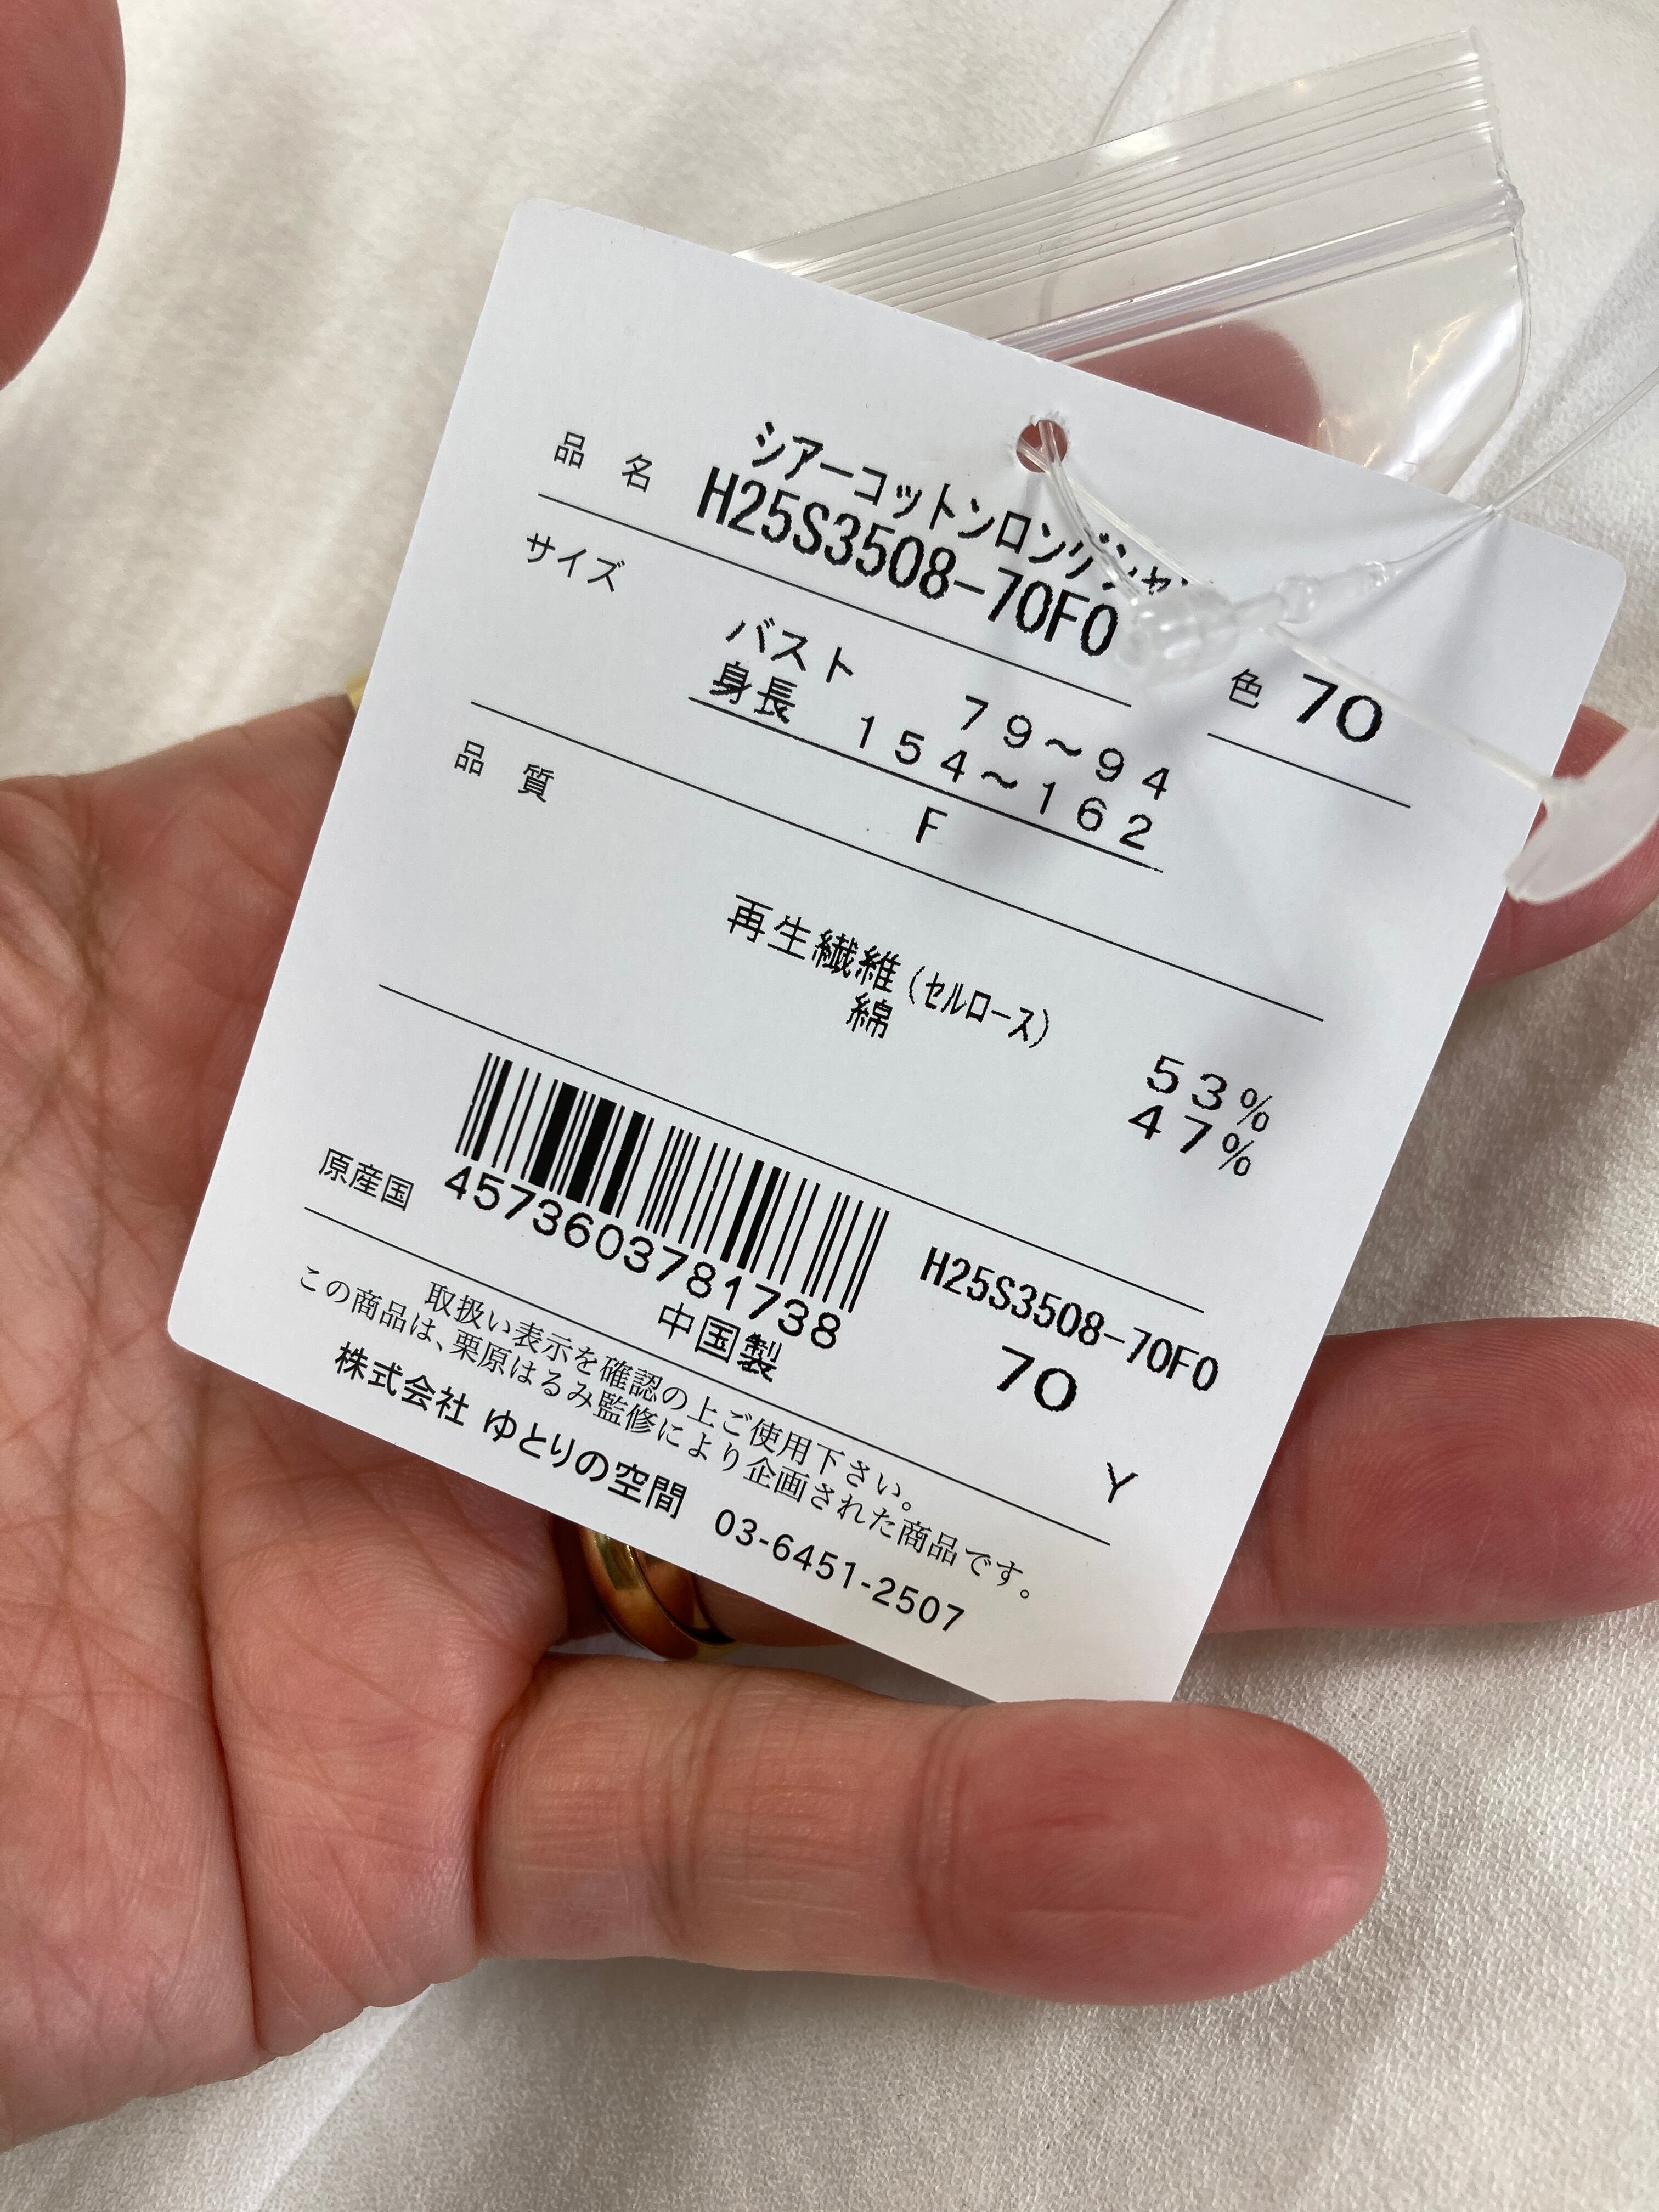 品名 シアーコットンロングシャ
H25S3508-70F0
色 70
サイズ
バスト 79~94
身長 154~162
F
品質
再生繊維(セルロース) 53%
綿 47%
4573603781738
H25S3508-70F0
70
原産国 中国製
Y
取扱い表示を確認の上ご使用下さい。
この商品は、栗原はるみ監修により企画された商品です。
株式会社 ゆとりの空間 03-6451-2507